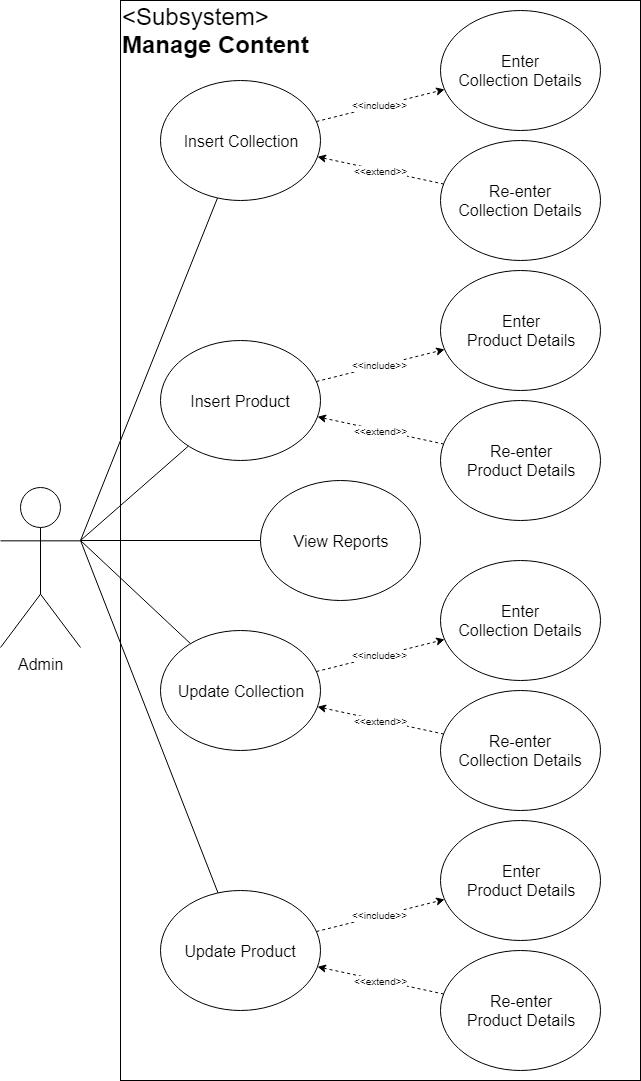 <Subsystem>
Manage Content
Enter
Collection Details
<<include>>
Insert Collection
<<extend>>
Re-enter
Collection Details
Enter
Product Details
<<include>>
Insert Product
<<extend>>
Re-enter
Product Details
View Reports
Admin
Enter
Collection Details
<<include>>
Update Collection
<<extend>>
Re-enter
Collection Details
Enter
Product Details
<<include>>
Update Product
<<extend>>
Re-enter
Product Details